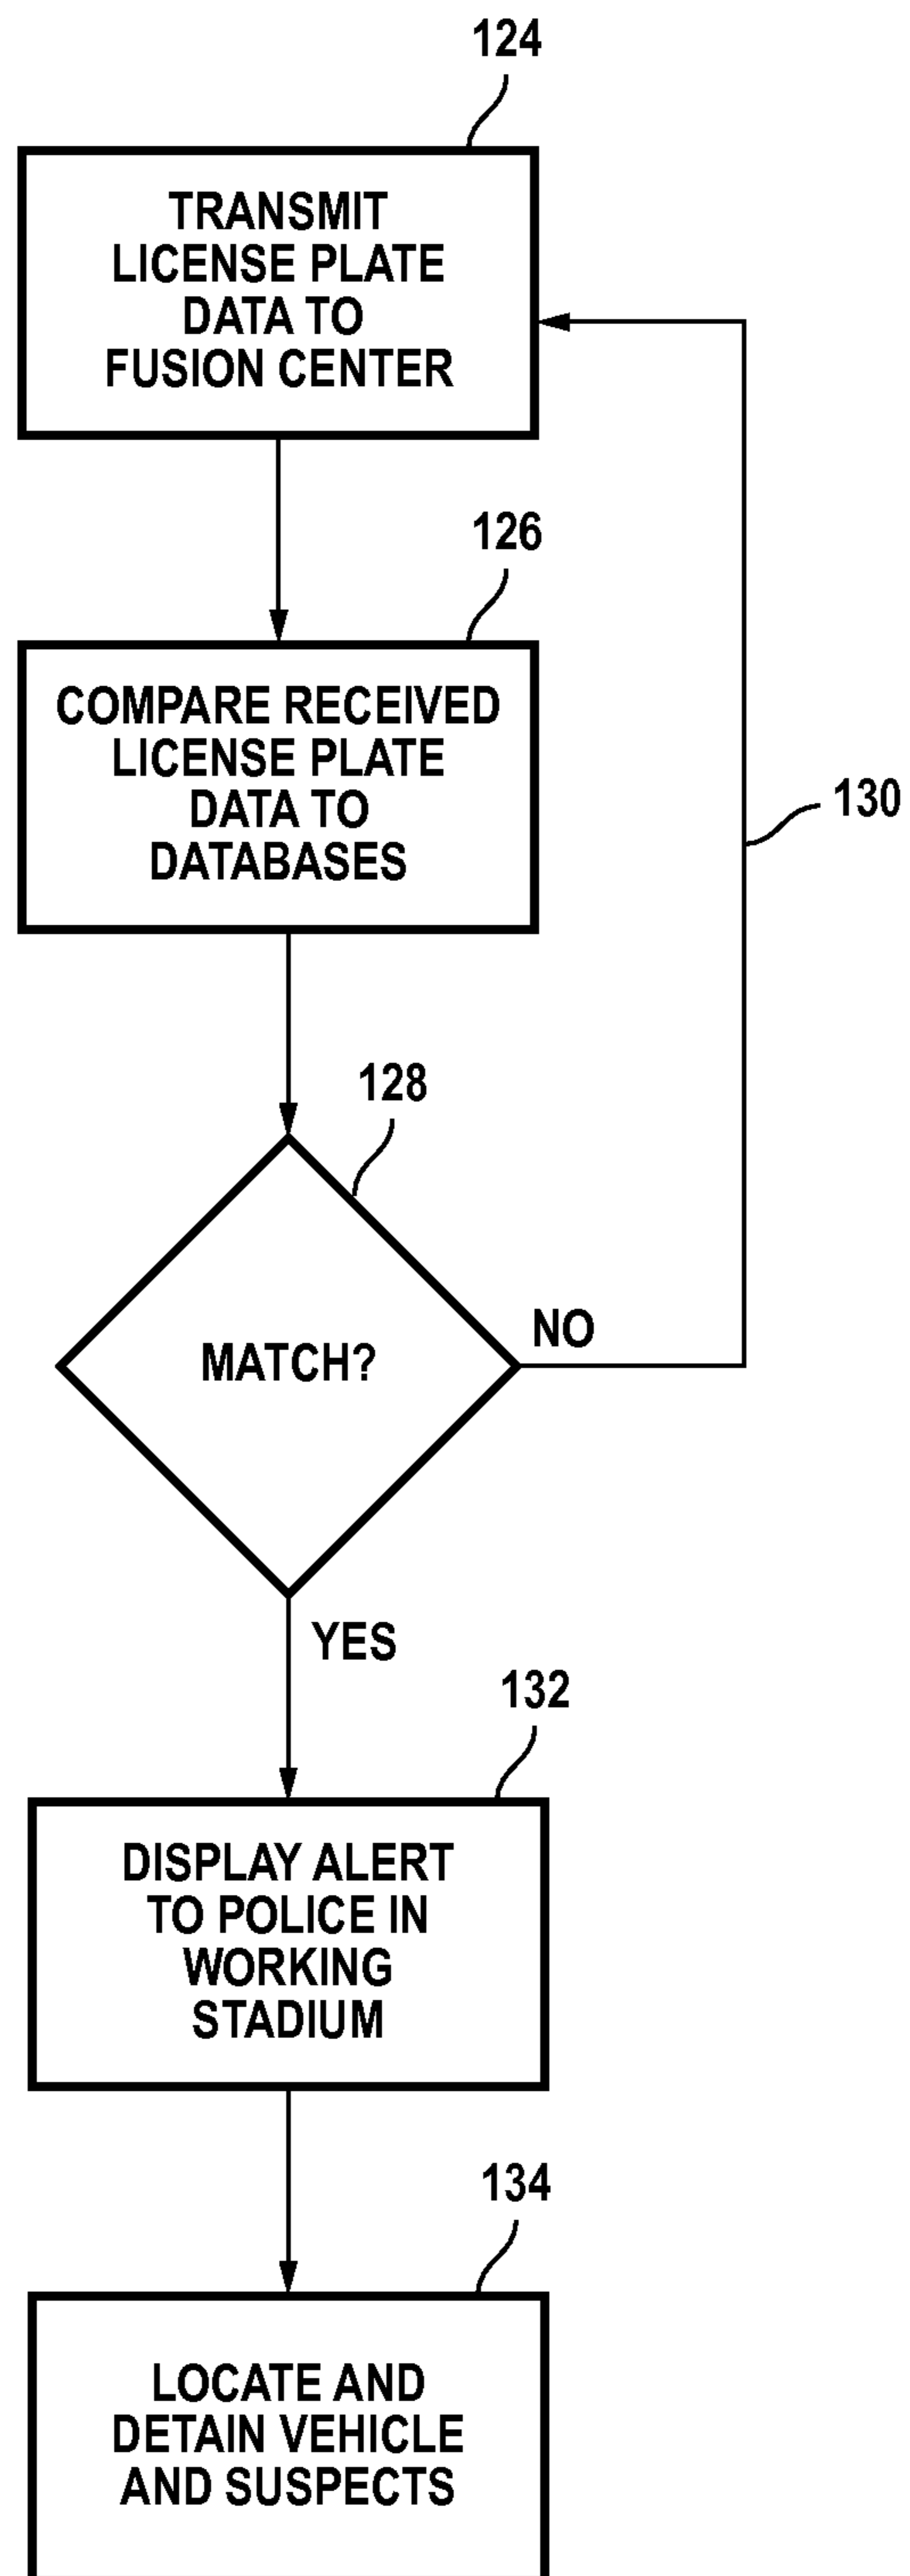 124
TRANSMIT
LICENSE PLATE
DATA TO
FUSION CENTER
126
COMPARE RECEIVED
LICENSE PLATE
DATA TO
DATABASES
130
128
MATCH?
NO
YES
132
DISPLAY ALERT
TO POLICE IN
WORKING
STADIUM
134
LOCATE AND
DETAIN VEHICLE
AND SUSPECTS